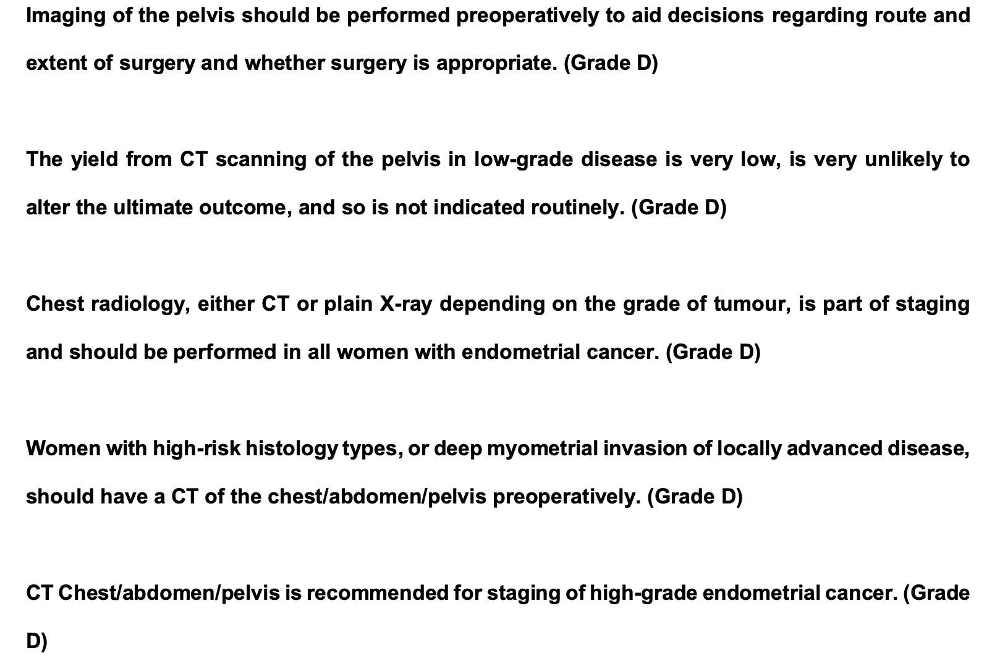 Imaging of the pelvis should be performed preoperatively to aid decisions regarding route and
extent of surgery and whether surgery is appropriate. (Grade D)
The yield from CT scanning of the pelvis in low-grade disease is very low, is very unlikely to
alter the ultimate outcome, and so is not indicated routinely. (Grade D)
Chest radiology, either CT or plain X-ray depending on the grade of tumour, is part of staging
and should be performed in all women with endometrial cancer. (Grade D)
Women with high-risk histology types, or deep myometrial invasion of locally advanced disease,
should have a CT of the chest/abdomen/pelvis preoperatively. (Grade D)
CT Chest/abdomen/pelvis is recommended for staging of high-grade endometrial cancer. (Grade
D)